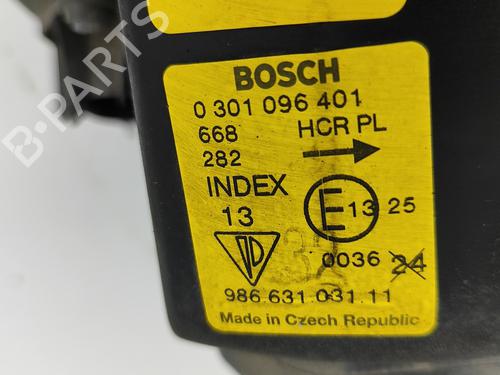 B-PARTS
BOSCH
0 301 096 401
668 HCR PL
282
INDEX
13
E 13 25
0036 24
986.631.031.11
Made in Czech Republic